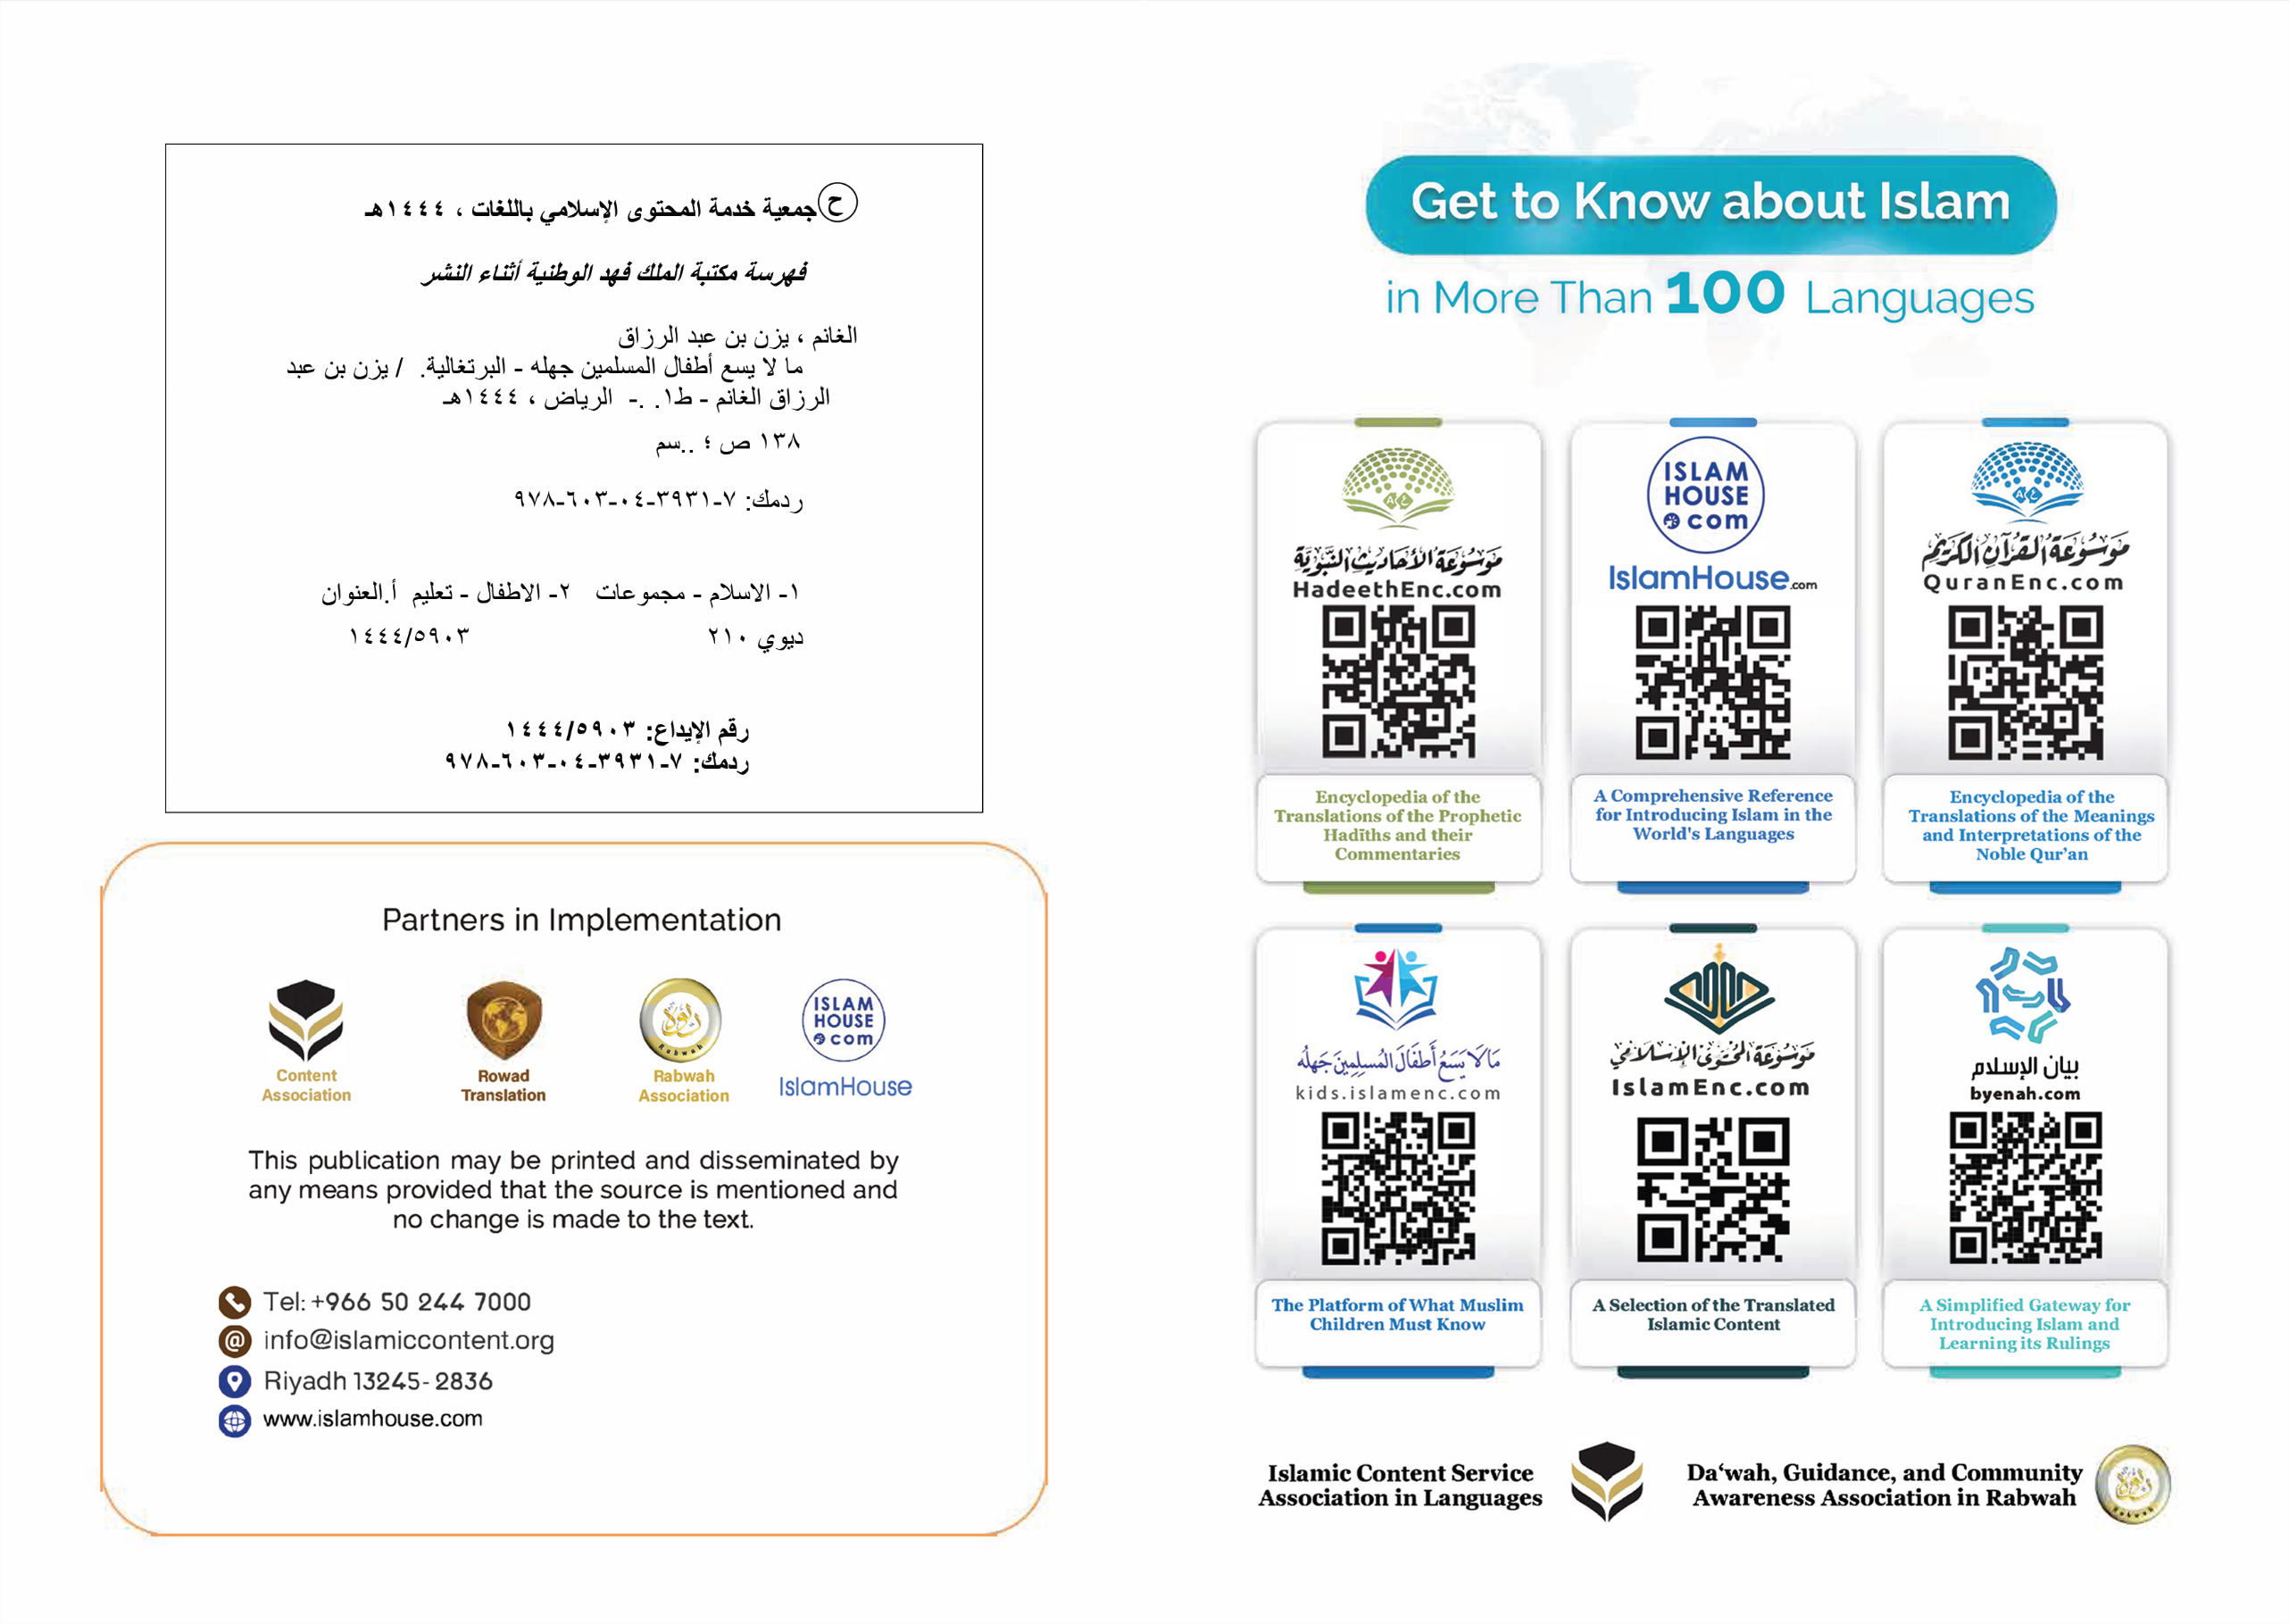 ح جمعية خدمة المحتوى الإسلامي باللغات ، ١٤٤٤هـ
فهرسة مكتبة الملك فهد الوطنية أثناء النشر
الغانم ، يزن بن عبد الرزاق
ما لا يسع أطفال المسلمين جهله - البرتغالية. / يزن بن عبد
الرزاق الغانم - ط١. .- الرياض ، ١٤٤٤هـ
١٣٨ ص ؛ ..سم
ردمك: ٧-٣٩٣١-٠٤-٦٠٣-٩٧٨
١- الاسلام - مجموعات ٢- الاطفال - تعليم أ.العنوان
ديوي ٢١٠ ١٤٤٤/٥٩٠٣
رقم الإيداع: ١٤٤٤/٥٩٠٣
ردمك: ٧-٣٩٣١-٠٤-٦٠٣-٩٧٨
Partners in Implementation
Content
Association
Rowad
Translation
Rabwah
Rabwah
Association
ISLAM
HOUSE
com
IslamHouse
This publication may be printed and disseminated by
any means provided that the source is mentioned and
no change is made to the text.
Tel: +966 50 244 7000
info@islamiccontent.org
Riyadh 13245- 2836
www.islamhouse.com
Get to Know about Islam
in More Than 100 Languages
موسوعة الأحاديث النبوية
HadeethEnc.com
Encyclopedia of the
Translations of the Prophetic
Hadīths and their
Commentaries
ISLAM
HOUSE
com
IslamHouse.com
A Comprehensive Reference
for Introducing Islam in the
World's Languages
موسوعة القرآن الكريم
QuranEnc.com
Encyclopedia of the
Translations of the Meanings
and Interpretations of the
Noble Qur’an
مَا لَا يَسَعُ أَطْفَالَ المُسْلِمِينَ جَهْلُهُ
kids.islamenc.com
The Platform of What Muslim
Children Must Know
موسوعة المحتوى الإسلامي
IslamEnc.com
A Selection of the Translated
Islamic Content
بيان الإسلام
byenah.com
A Simplified Gateway for
Introducing Islam and
Learning its Rulings
Islamic Content Service
Association in Languages
Da‘wah, Guidance, and Community
Awareness Association in Rabwah